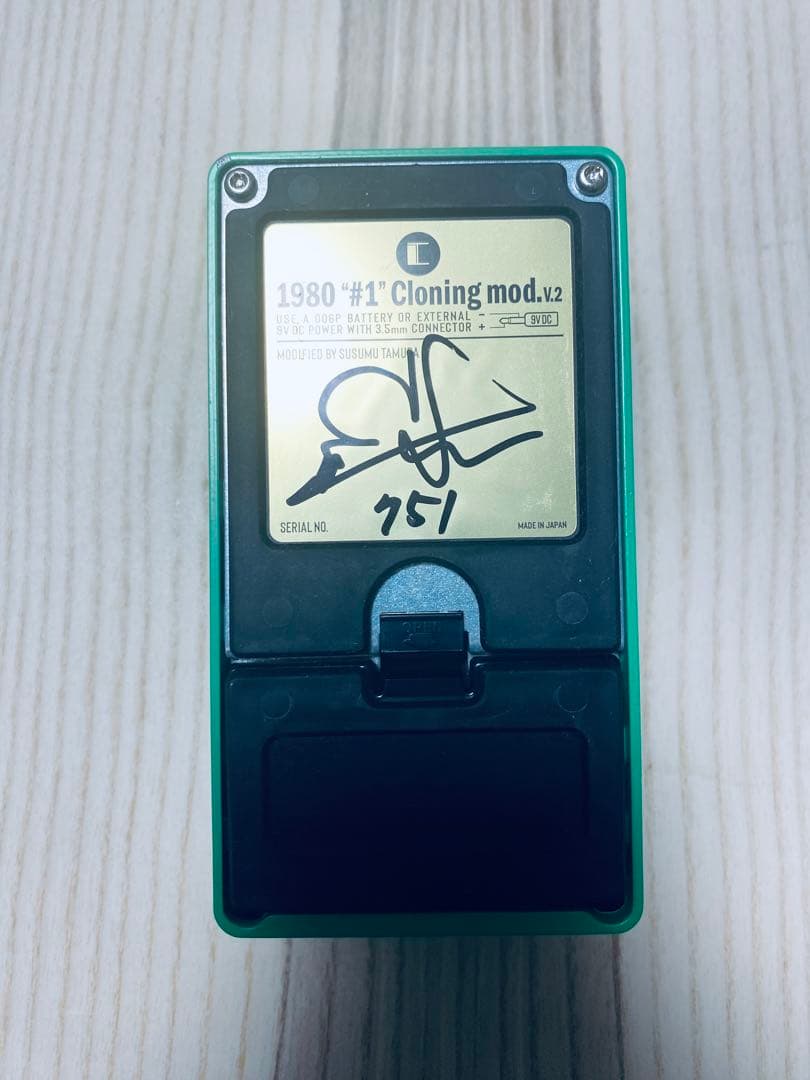 1980 “#1” Cloning mod.V.2
USE A 006P BATTERY OR EXTERNAL
9V DC POWER WITH 3.5mm CONNECTOR
- + 9V DC
MODIFIED BY SUSUMU TAMURA
751
SERIAL NO.
MADE IN JAPAN
OPEN